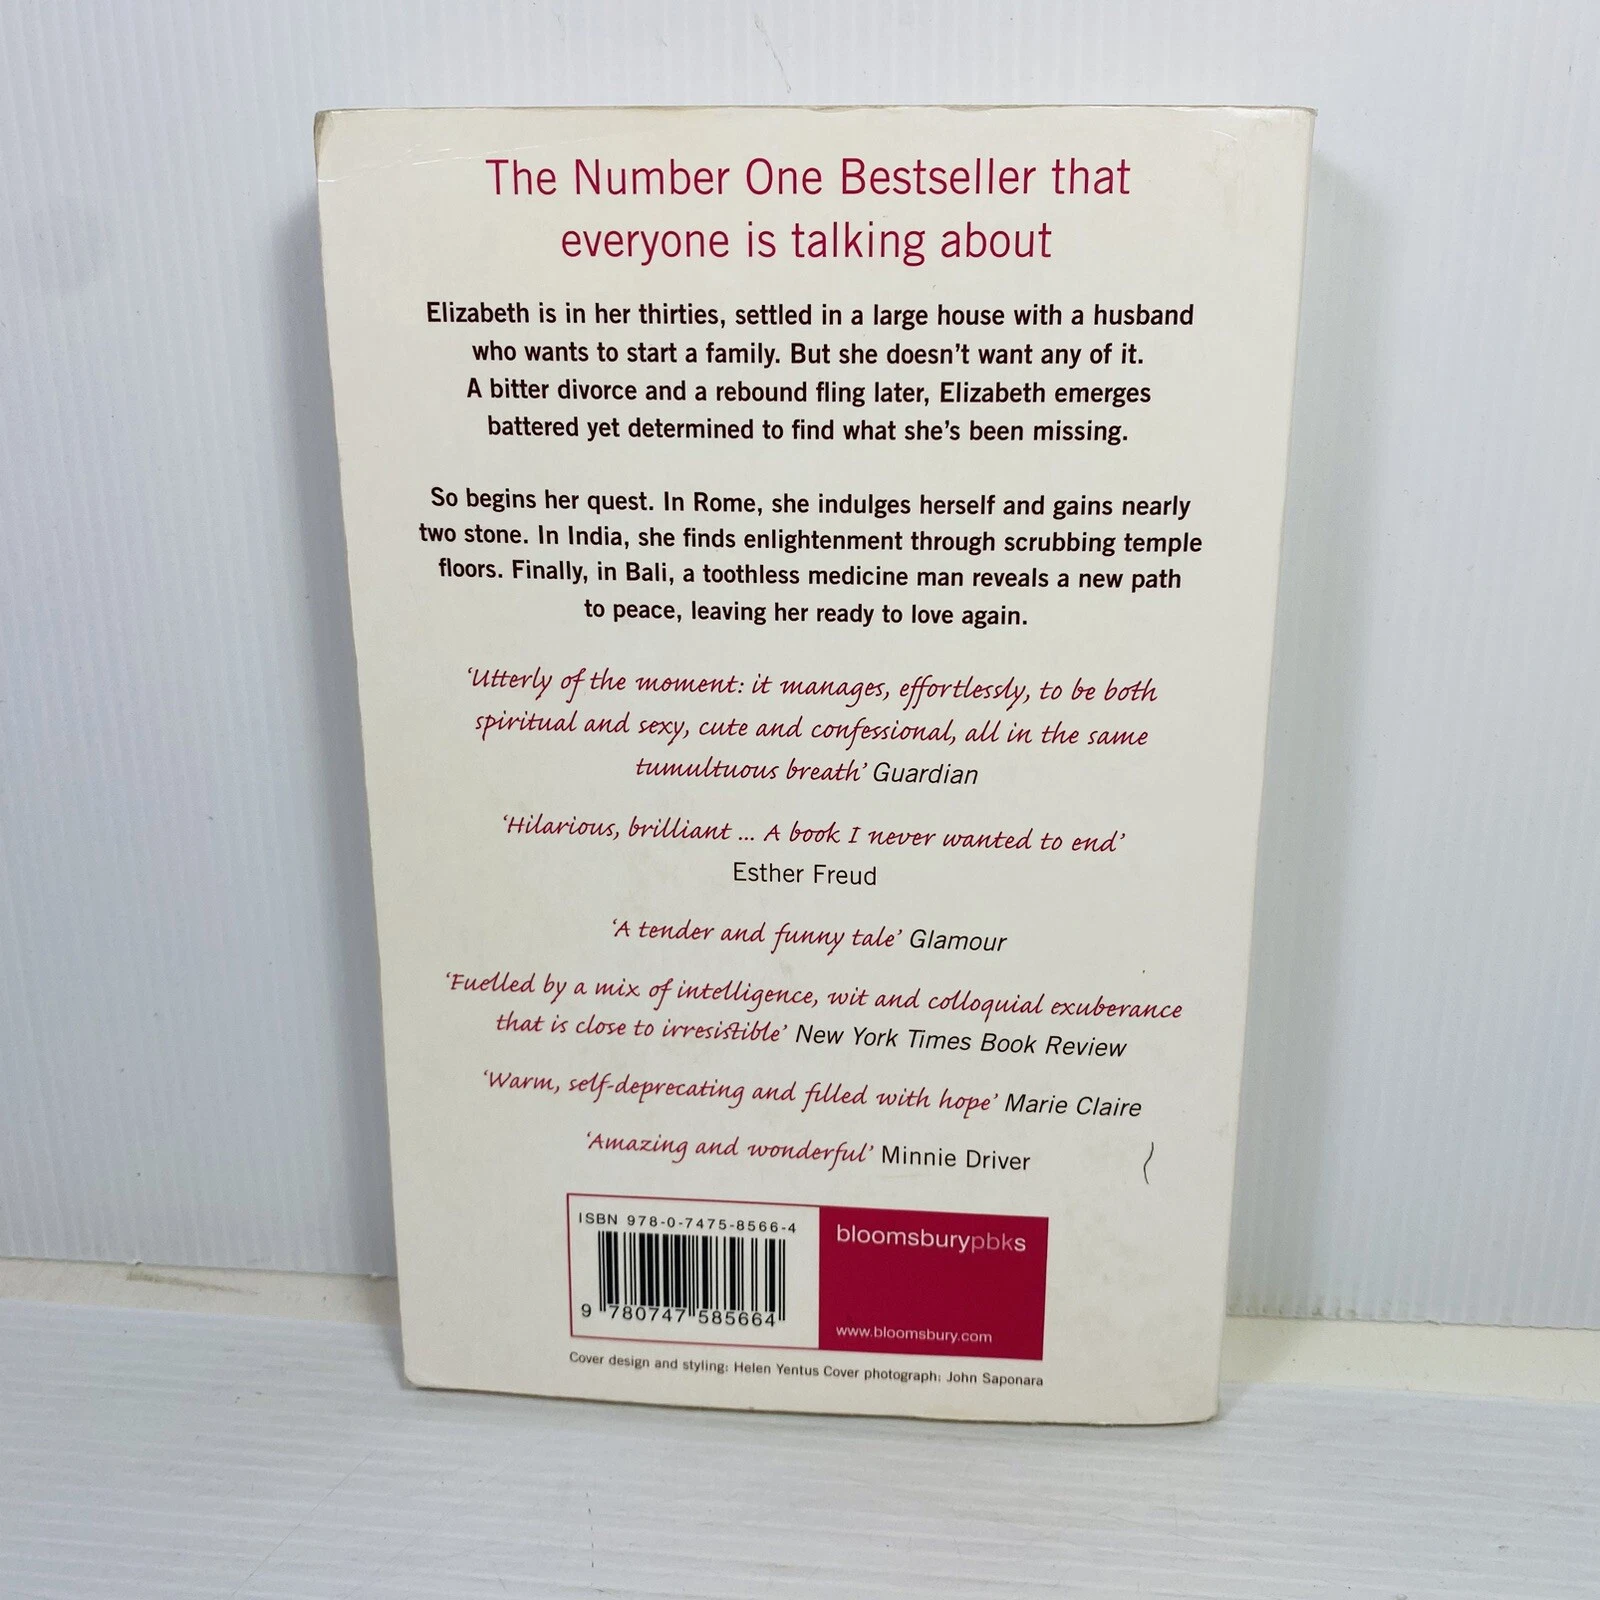 The Number One Bestseller that
everyone is talking about
Elizabeth is in her thirties, settled in a large house with a husband
who wants to start a family. But she doesn't want any of it.
A bitter divorce and a rebound fling later, Elizabeth emerges
battered yet determined to find what she's been missing.
So begins her quest. In Rome, she indulges herself and gains nearly
two stone. In India, she finds enlightenment through scrubbing temple
floors. Finally, in Bali, a toothless medicine man reveals a new path
to peace, leaving her ready to love again.
‘Utterly of the moment: it manages, effortlessly, to be both
spiritual and sexy, cute and confessional, all in the same
tumultuous breath’ Guardian
‘Hilarious, brilliant ... A book I never wanted to end’
Esther Freud
‘A tender and funny tale’ Glamour
‘Fuelled by a mix of intelligence, wit and colloquial exuberance
that is close to irresistible’ New York Times Book Review
‘Warm, self-deprecating and filled with hope’ Marie Claire
‘Amazing and wonderful’ Minnie Driver
ISBN 978-0-7475-8566-4
9 780747 585664
bloomsburypbks
www.bloomsbury.com
Cover design and styling: Helen Yentus Cover photograph: John Saponara